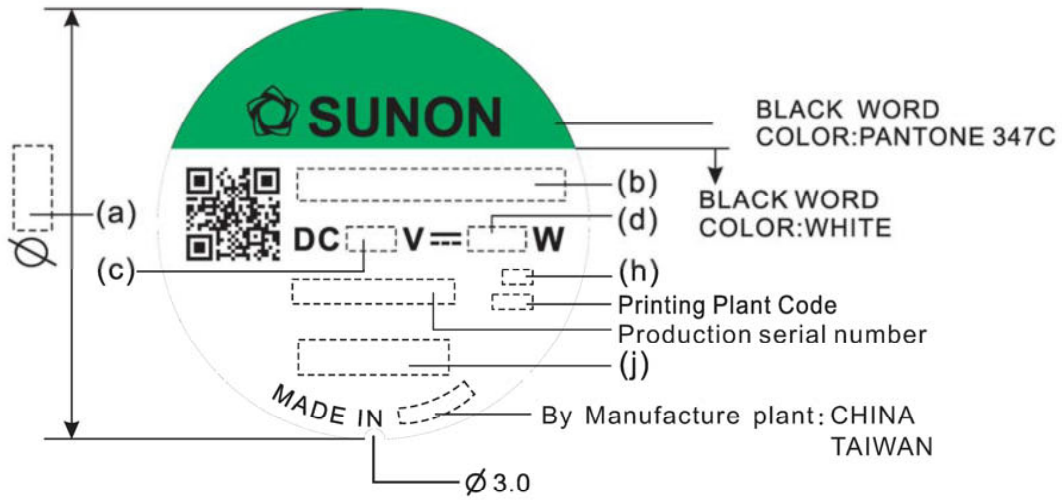 SUNON
BLACK WORD
COLOR:PANTONE 347C
(b)
BLACK WORD
COLOR:WHITE
(a)
Ø
(d)
DC V W
(c)
(h)
Printing Plant Code
Production serial number
(j)
MADE IN
By Manufacture plant: CHINA
TAIWAN
Ø 3.0